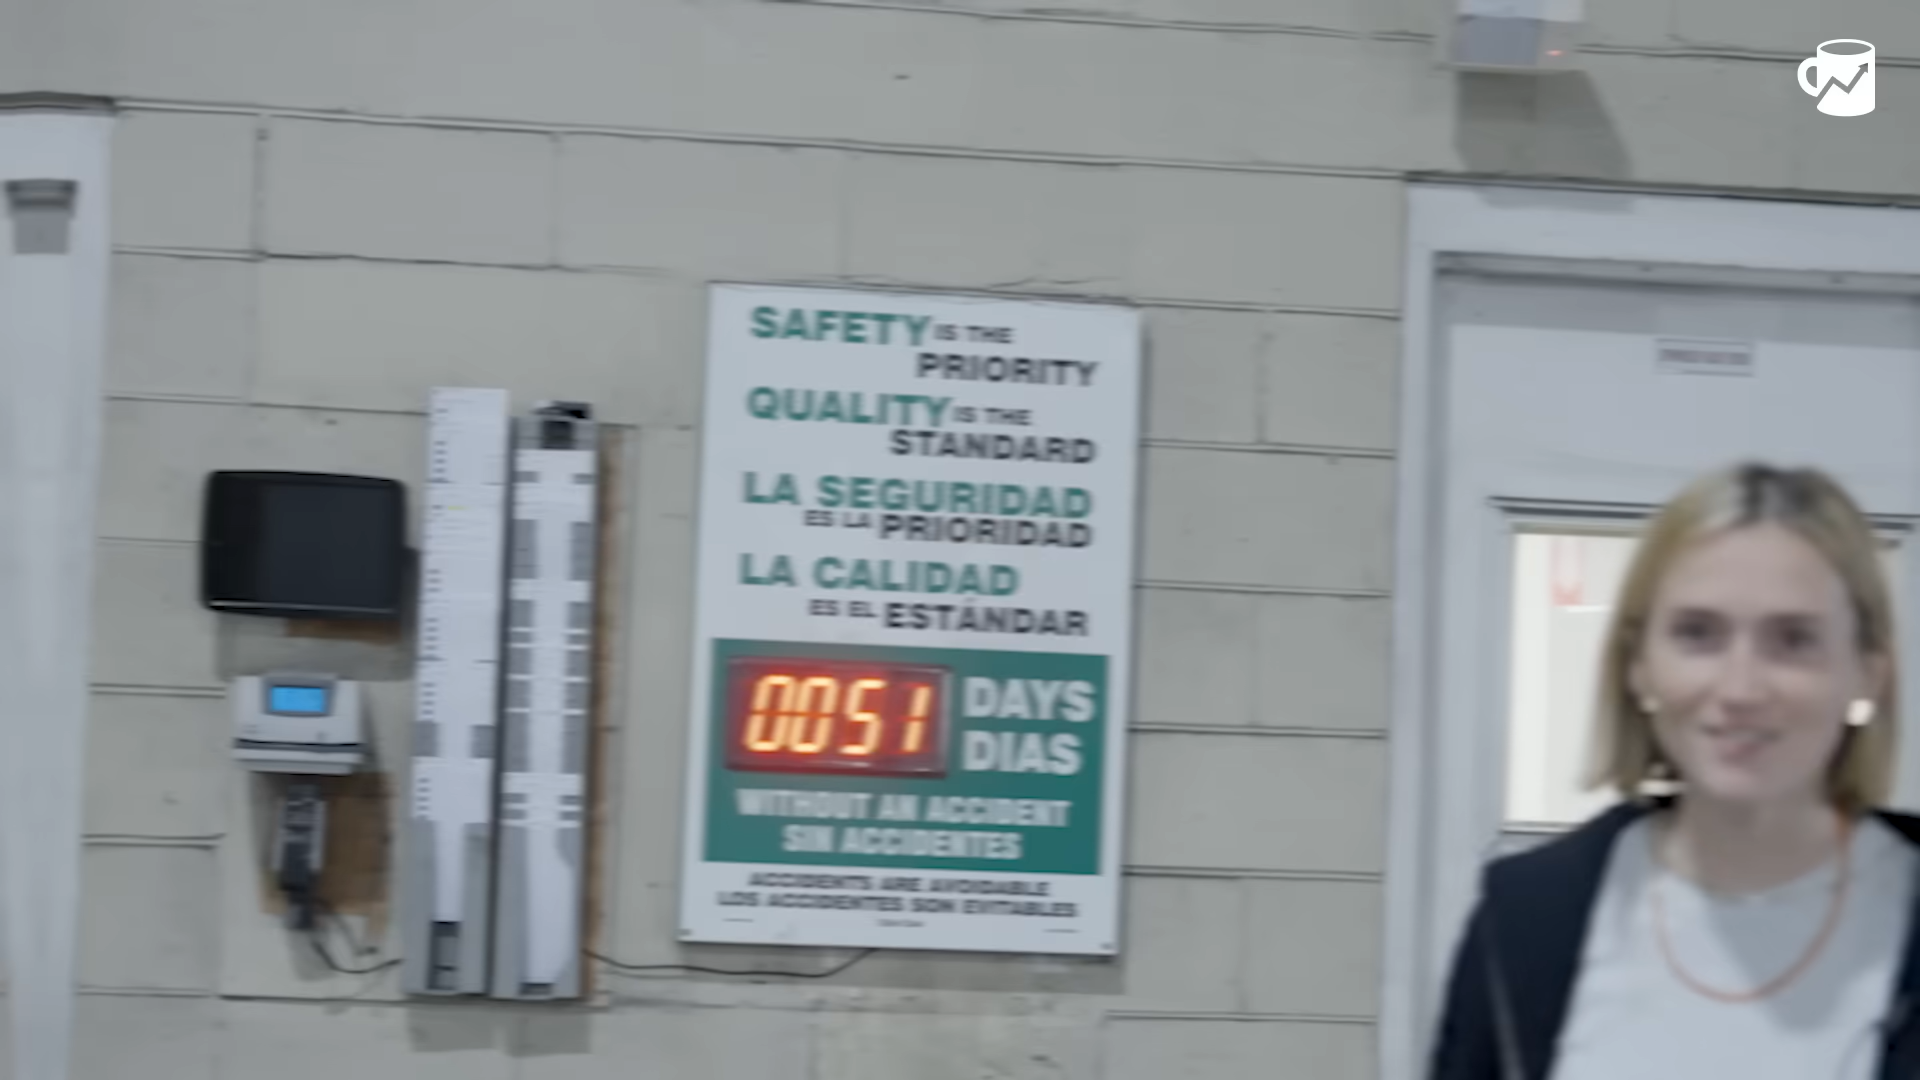 SAFETY IS THE
PRIORITY
QUALITY IS THE
STANDARD
LA SEGURIDAD
ES LA PRIORIDAD
LA CALIDAD
ES EL ESTÁNDAR
0051 DAYS
DIAS
WITHOUT AN ACCIDENT
SIN ACCIDENTES
ACCIDENTS ARE AVOIDABLE
LOS ACCIDENTES SON EVITABLES